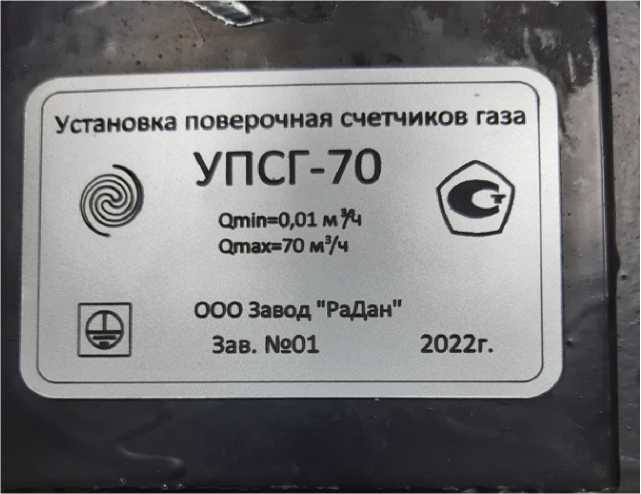 Установка поверочная счетчиков газа
УПСГ-70
Qmin=0,01 м³/ч
Qmax=70 м³/ч
ООО Завод "РаДан"
Зав. №01 2022г.